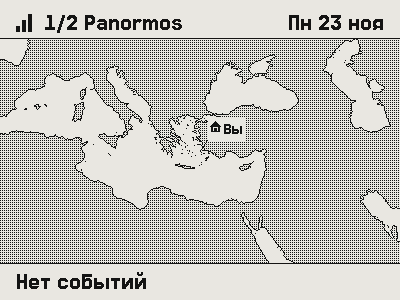 1/2 Panormos
Пн 23 ноя
Вы
Нет событий